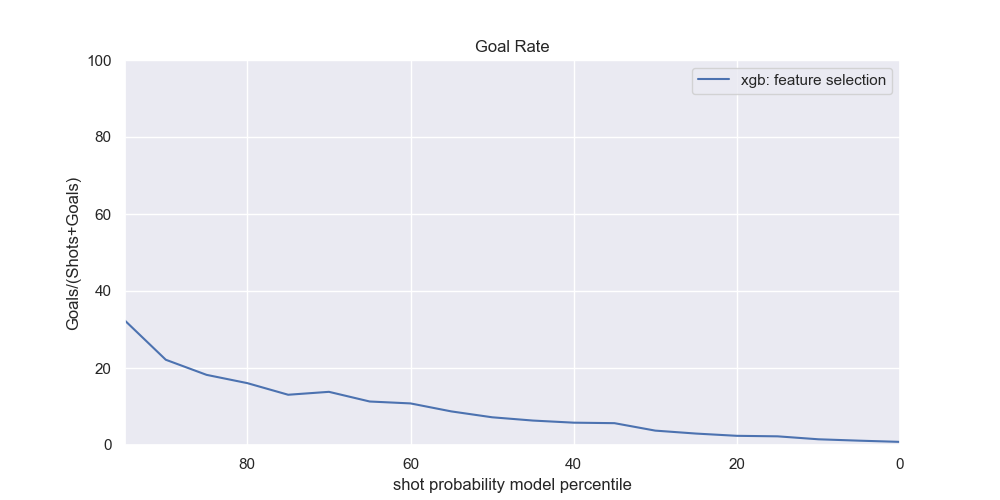 Goal Rate
xgb: feature selection
Goals/(Shots+Goals)
100
80
60
40
20
0
80 60 40 20 0
shot probability model percentile